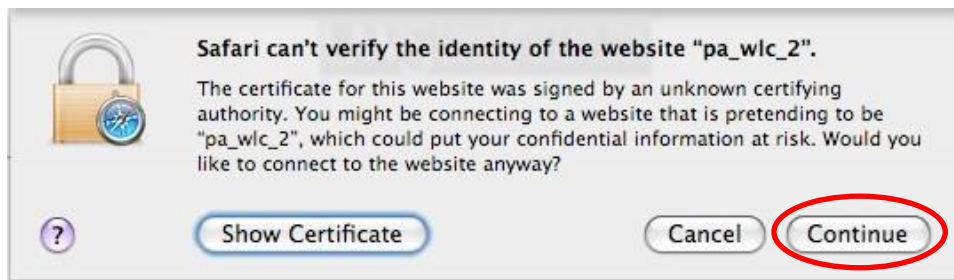 Safari can't verify the identity of the website “pa_wlc_2”.
The certificate for this website was signed by an unknown certifying
authority. You might be connecting to a website that is pretending to be
“pa_wlc_2”, which could put your confidential information at risk. Would you
like to connect to the website anyway?
?
Show Certificate
Cancel
Continue